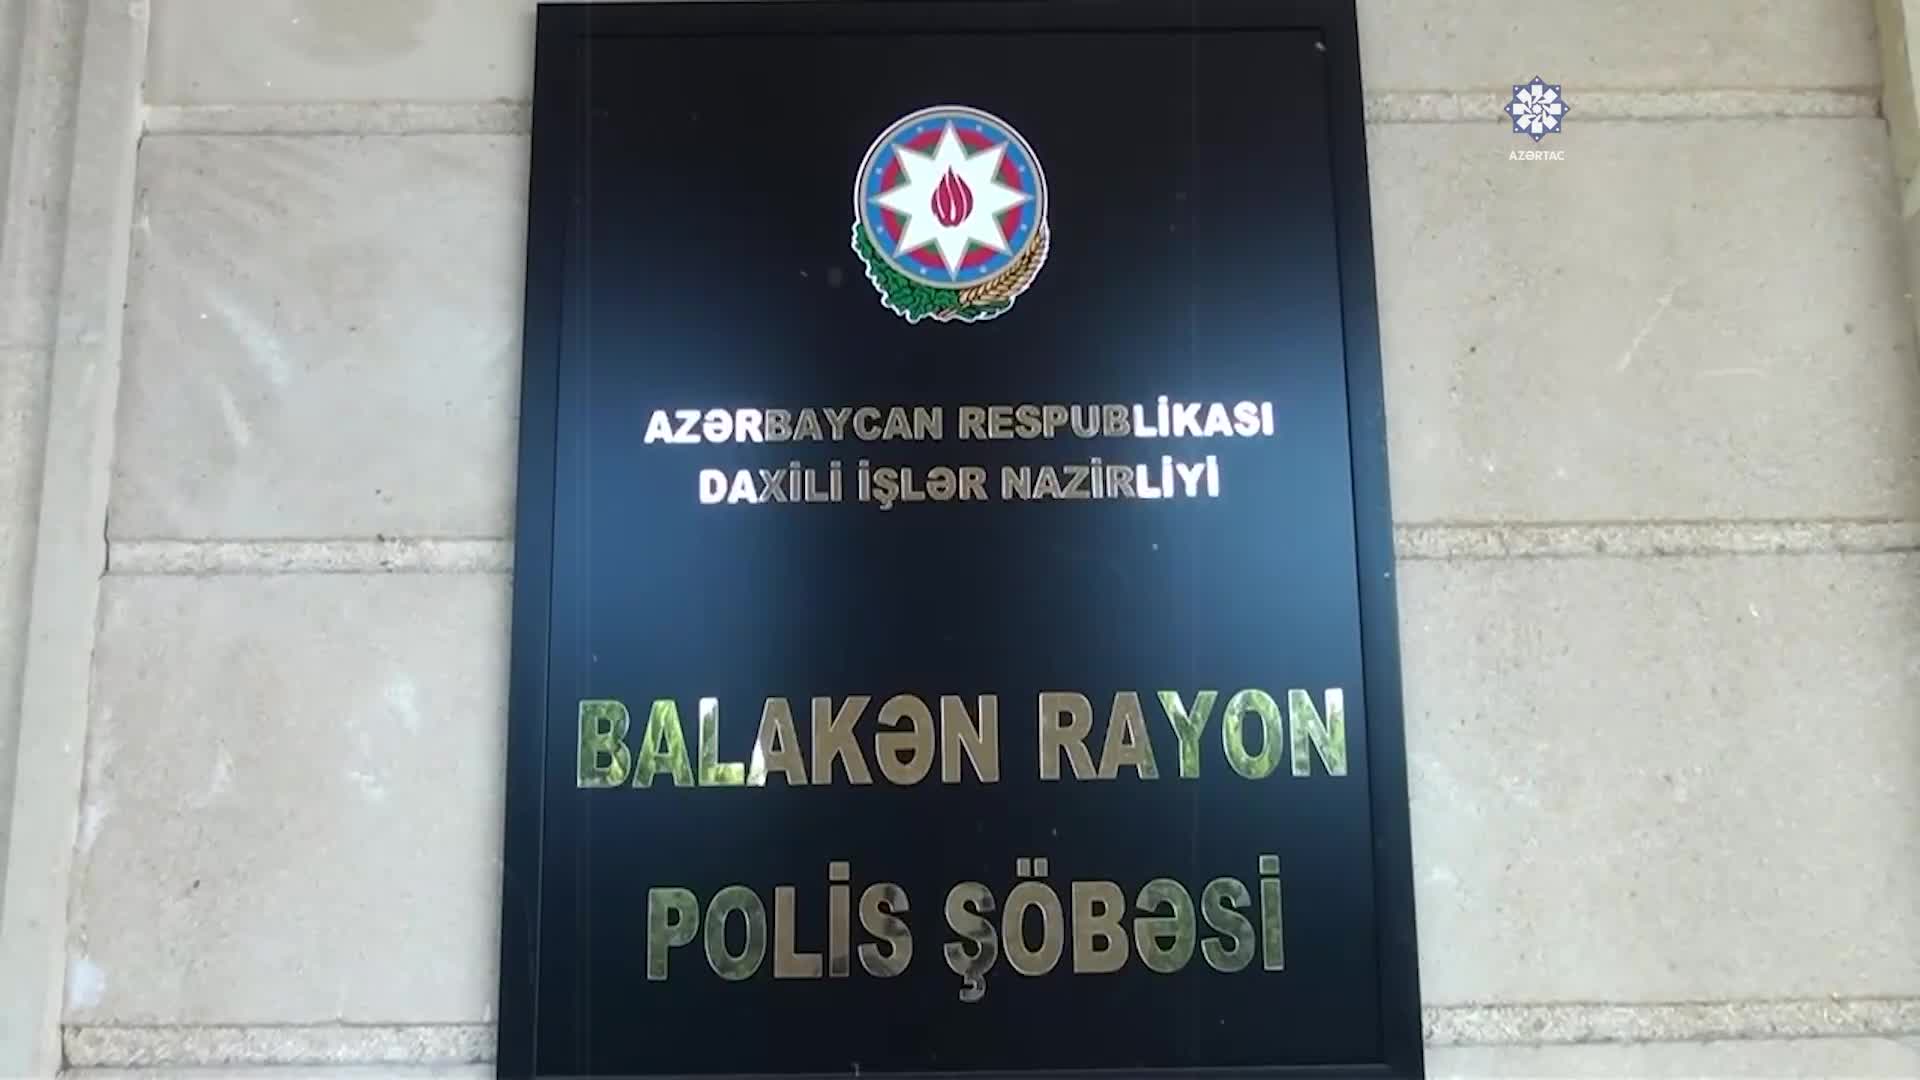 AZƏRTAC
AZƏRBAYCAN RESPUBLİKASI
DAXİLİ İŞLƏR NAZİRLİYİ
BALAKƏN RAYON
POLİS ŞÖBƏSİ